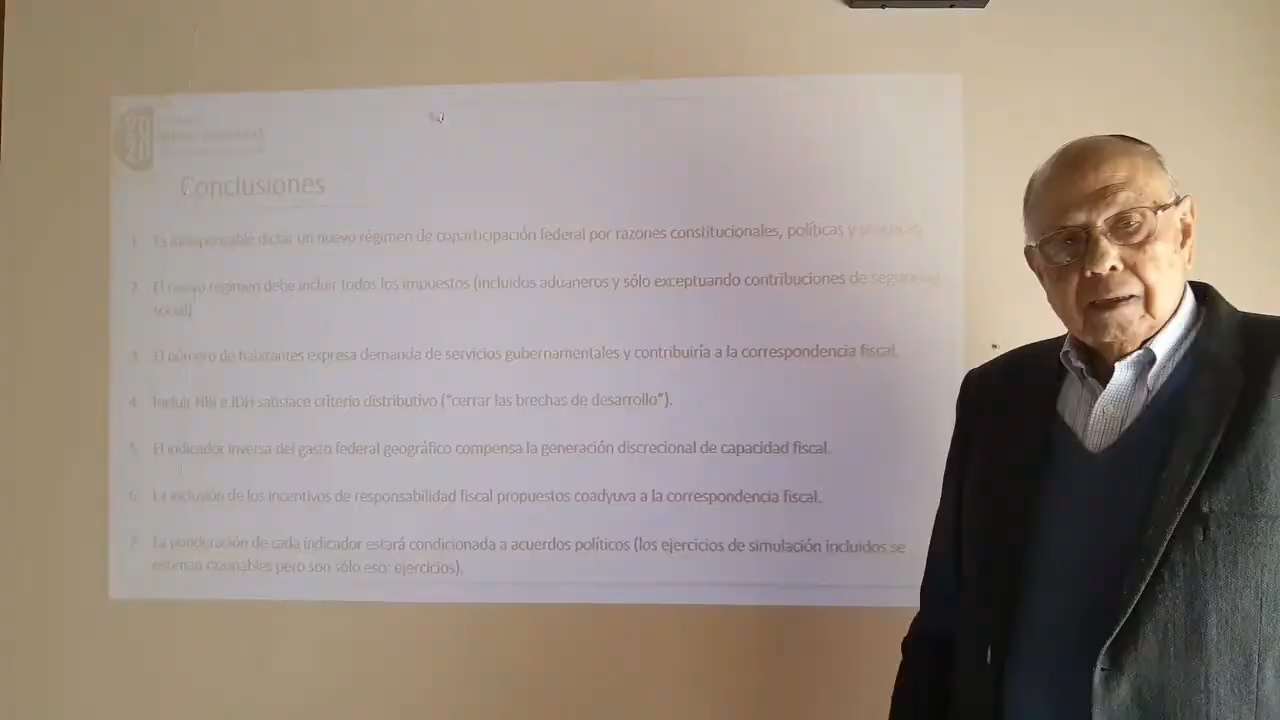 Conclusiones
1. Es indispensable dictar un nuevo régimen de coparticipación federal por razones constitucionales, políticas y prácticas.
2. El nuevo régimen debe incluir todos los impuestos (incluidos aduaneros y sólo exceptuando contribuciones de seguridad
social)
3. El número de habitantes expresa demanda de servicios gubernamentales y contribuiría a la correspondencia fiscal.
4. Incluir NBI e IDH satisface criterio distributivo ("cerrar las brechas de desarrollo").
5. El indicador inversa del gasto federal geográfico compensa la generación discrecional de capacidad fiscal.
6. La inclusión de los incentivos de responsabilidad fiscal propuestos coadyuva a la correspondencia fiscal.
7. La ponderación de cada indicador estará condicionada a acuerdos políticos (los ejercicios de simulación incluidos se
estiman razonables pero son sólo eso: ejercicios).